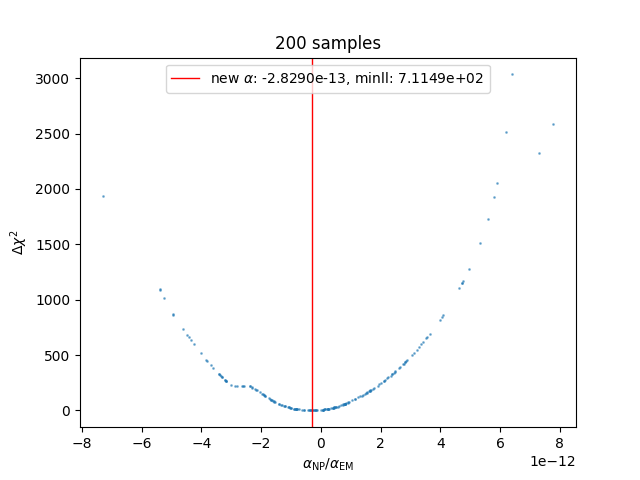 200 samples
new α: -2.8290e-13, minll: 7.1149e+02
3000
2500
2000
1500
1000
500
0
Δχ²
−8 −6 −4 −2 0 2 4 6 8
1e−12
α_NP/α_EM